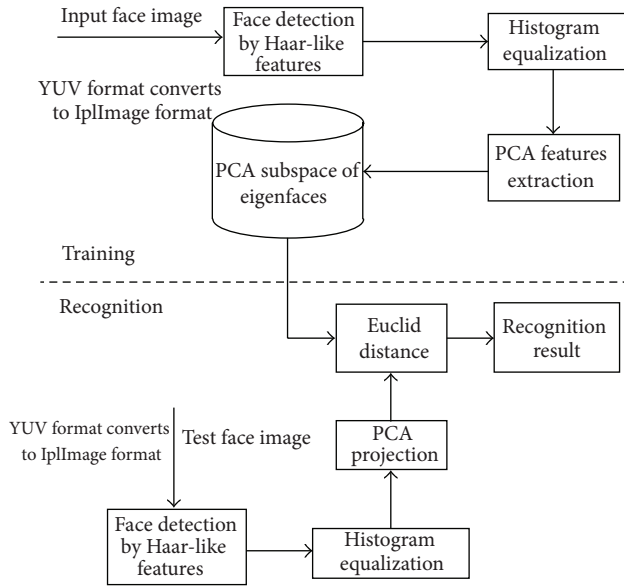 Input face image
Face detection
by Haar-like
features
Histogram
equalization
YUV format converts
to IplImage format
PCA subspace of
eigenfaces
PCA features
extraction
Training
Recognition
Euclid
distance
Recognition
result
YUV format converts
to IplImage format
Test face image
PCA
projection
Face detection
by Haar-like
features
Histogram
equalization